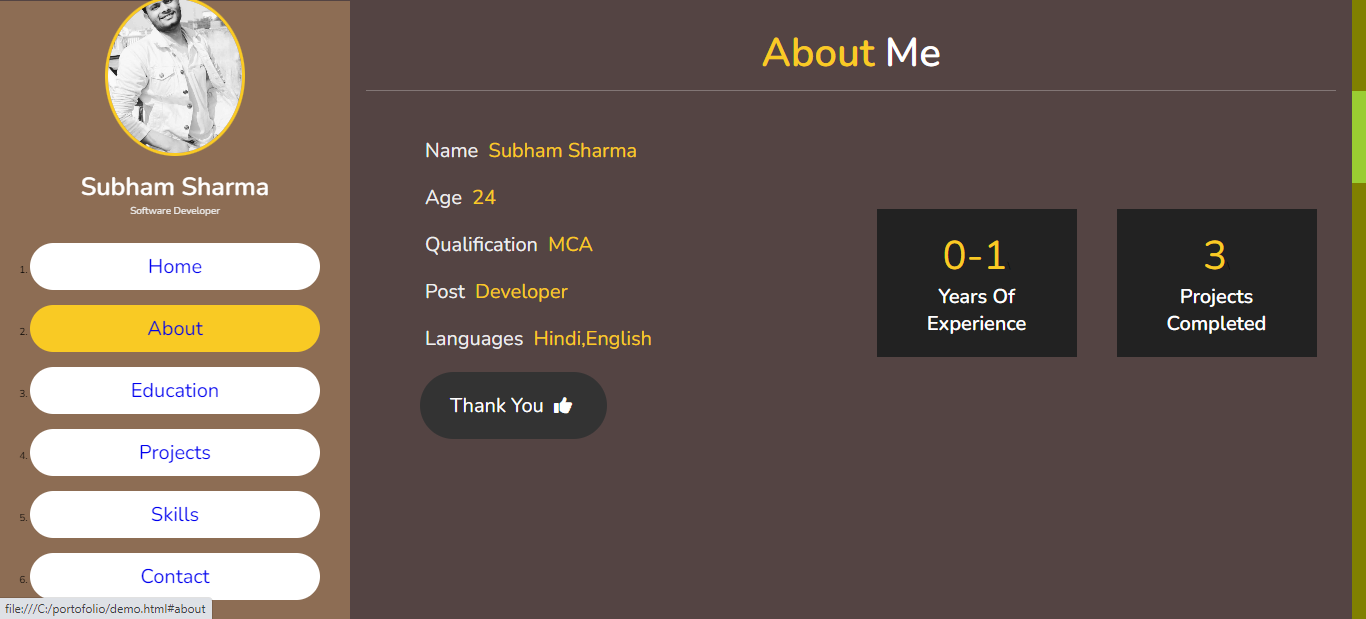 Subham Sharma
Software Developer
1. Home
2. About
3. Education
4. Projects
5. Skills
6. Contact
file:///C:/portofolio/demo.html#about
About Me
Name Subham Sharma
Age 24
Qualification MCA
Post Developer
Languages Hindi,English
Thank You
0-1
Years Of
Experience
3
Projects
Completed